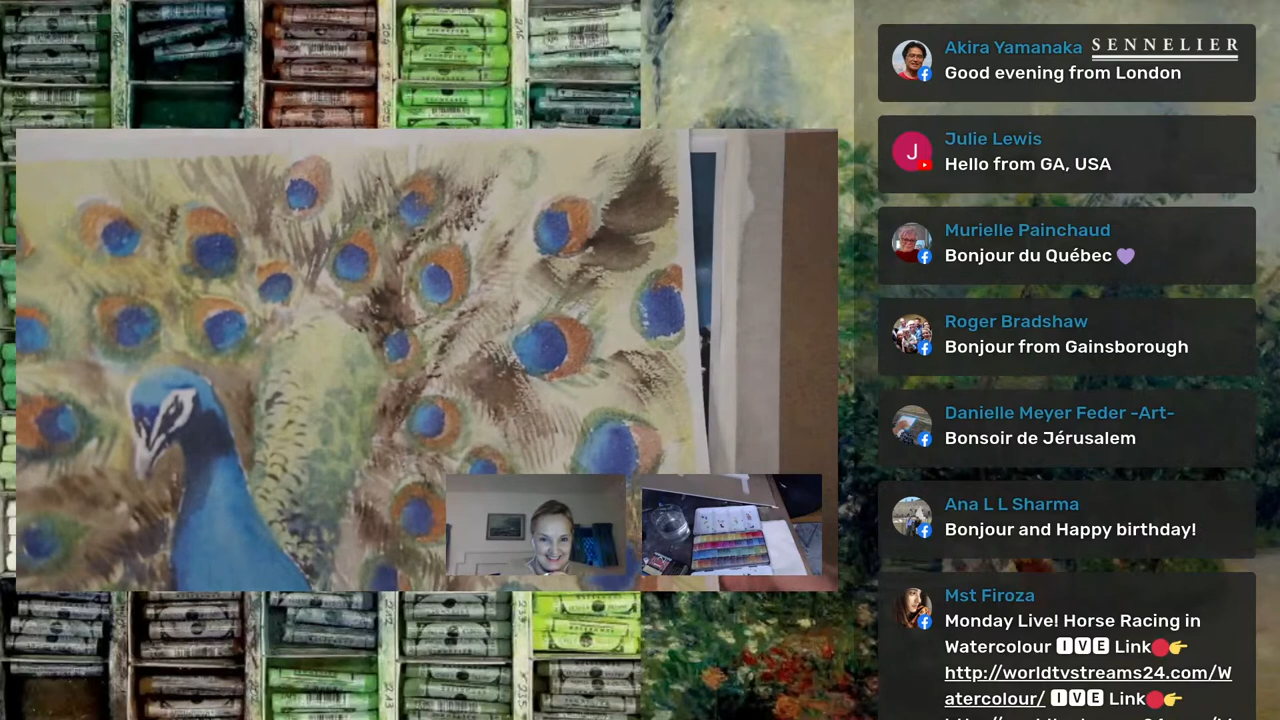 Akira Yamanaka
SENNELIER
Good evening from London
Julie Lewis
J
Hello from GA, USA
Murielle Painchaud
Bonjour du Québec 💜
Roger Bradshaw
Bonjour from Gainsborough
Danielle Meyer Feder -Art-
Bonsoir de Jérusalem
Ana L L Sharma
Bonjour and Happy birthday!
Mst Firoza
Monday Live! Horse Racing in
Watercolour 🅸🆅🅴 Link🔴👉
http://worldtvstreams24.com/W
atercolour/ 🅸🆅🅴 Link🔴👉